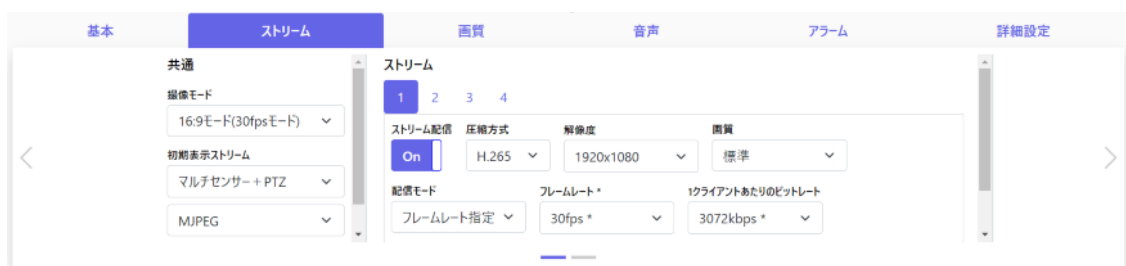 基本 ストリーム 画質 音声 アラーム 詳細設定
共通
撮像モード
16:9モード(30fpsモード)
初期表示ストリーム
マルチセンサー+PTZ
MJPEG
ストリーム
1 2 3 4
ストリーム配信 圧縮方式 解像度 画質
On H.265 1920x1080 標準
配信モード フレームレート * 1クライアントあたりのビットレート
フレームレート指定 30fps * 3072kbps *